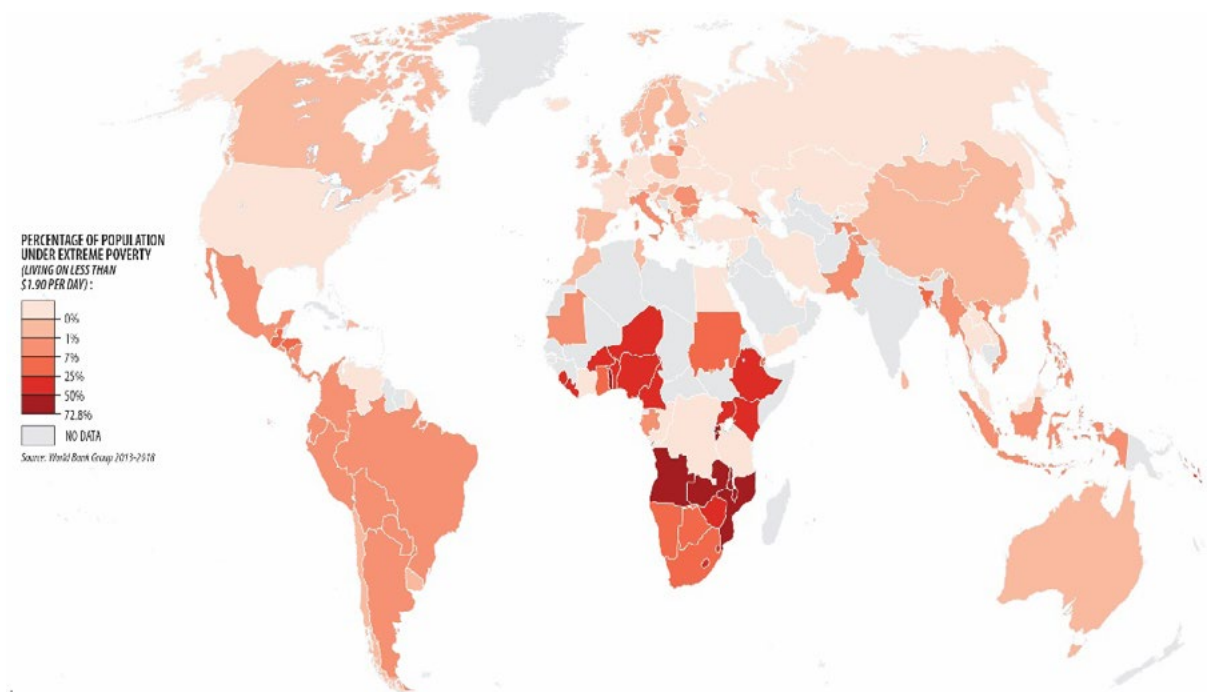 PERCENTAGE OF POPULATION
UNDER EXTREME POVERTY
(LIVING ON LESS THAN
$1.90 PER DAY) :
0%
1%
7%
25%
50%
72.8%
NO DATA
Source: World Bank Group 2013-2018